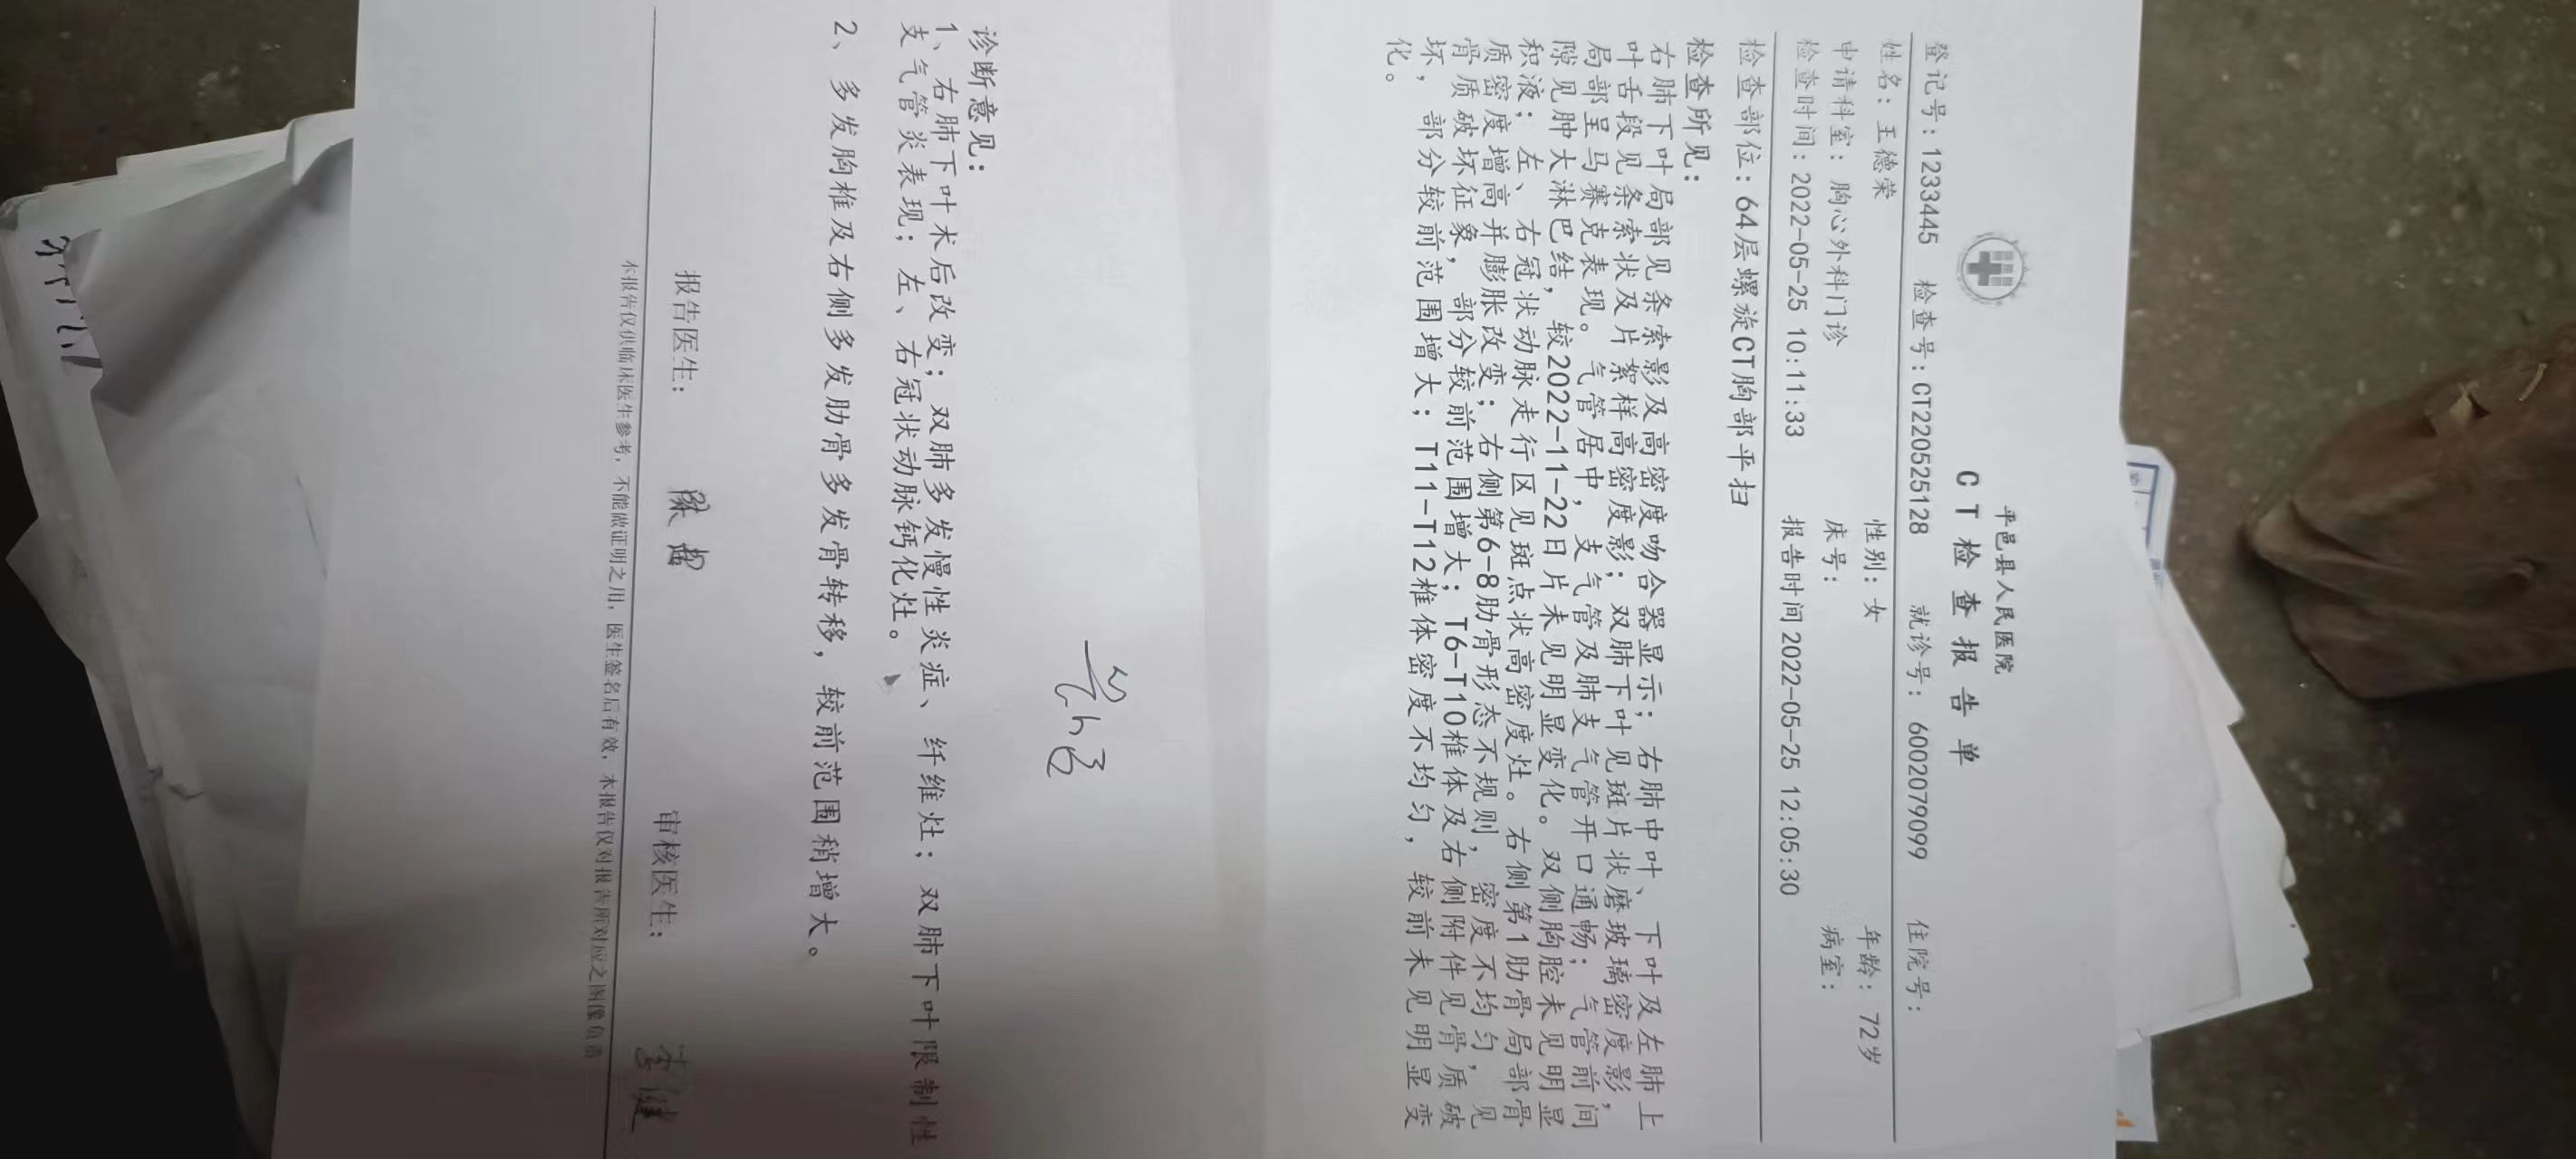 平邑县人民医院
CT检查报告单
登记号：1233445 检查号：CT220525128 就诊号：6002079099 住院号：
姓名：王德荣 性别：女 年龄：72岁
申请科室：胸心外科门诊 床号： 病室：
检查时间：2022-05-25 10:11:33 报告时间2022-05-25 12:05:30
检查部位：64层螺旋CT胸部平扫
检查所见：
右肺下叶局部见条索影及高密度吻合器显示；右肺中叶、下叶及左肺上
叶舌段见条索状及片絮样高密度影；双肺下叶见斑片状磨玻璃密度影，
局部呈马赛克表现。气管居中，支气管及肺支气管开口通畅；气管前间
隙见肿大淋巴结，较2022-11-22日片未见明显变化。双侧胸腔未见明显
积液；左、右冠状动脉走行区见斑点状高密度灶。右侧第1肋骨局部骨
质密度增高并膨胀改变；右侧第6-8肋骨形态不规则，密度不均匀，见
骨质破坏征象，部分较前范围增大；T6-T10椎体及右侧附件见骨质破
坏，部分较前范围增大；T11-T12椎体密度不均匀，较前未见明显变
化。
诊断意见：
1、右肺下叶术后改变；双肺多发慢性炎症、纤维灶；双肺下叶限制性
支气管炎表现；左、右冠状动脉钙化灶。
2、多发胸椎及右侧多发肋骨多发骨转移，较前范围稍增大。
报告医生： 审核医生：
本报告仅供临床医生参考，不能做证明之用，医生签名后有效，本报告仅对报告所对应之图像负责